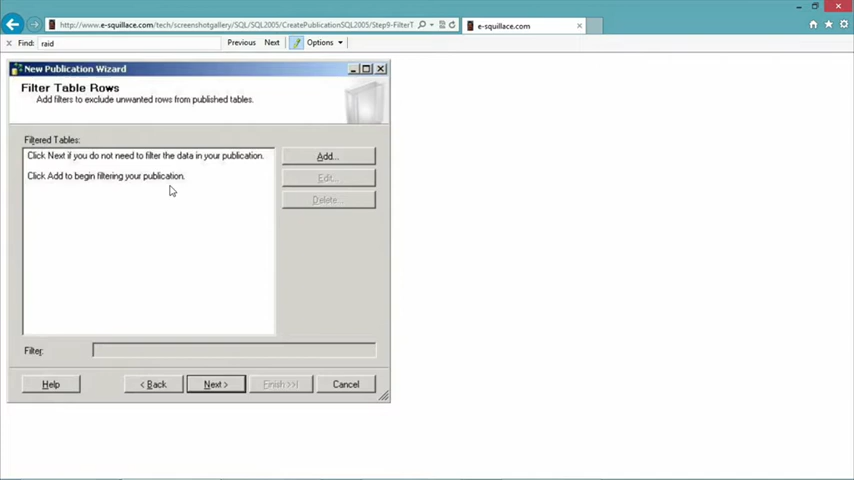 http://www.e-squillace.com/tech/screenshotgallery/SQL/SQL2005/CreatePublicationSQL2005/Step9-FilterT
e-squillace.com
Find: raid
Previous
Next
Options
New Publication Wizard
Filter Table Rows
Add filters to exclude unwanted rows from published tables.
Filtered Tables:
Click Next if you do not need to filter the data in your publication.
Click Add to begin filtering your publication.
Add...
Edit...
Delete...
Filter:
Help
< Back
Next >
Finish >>|
Cancel